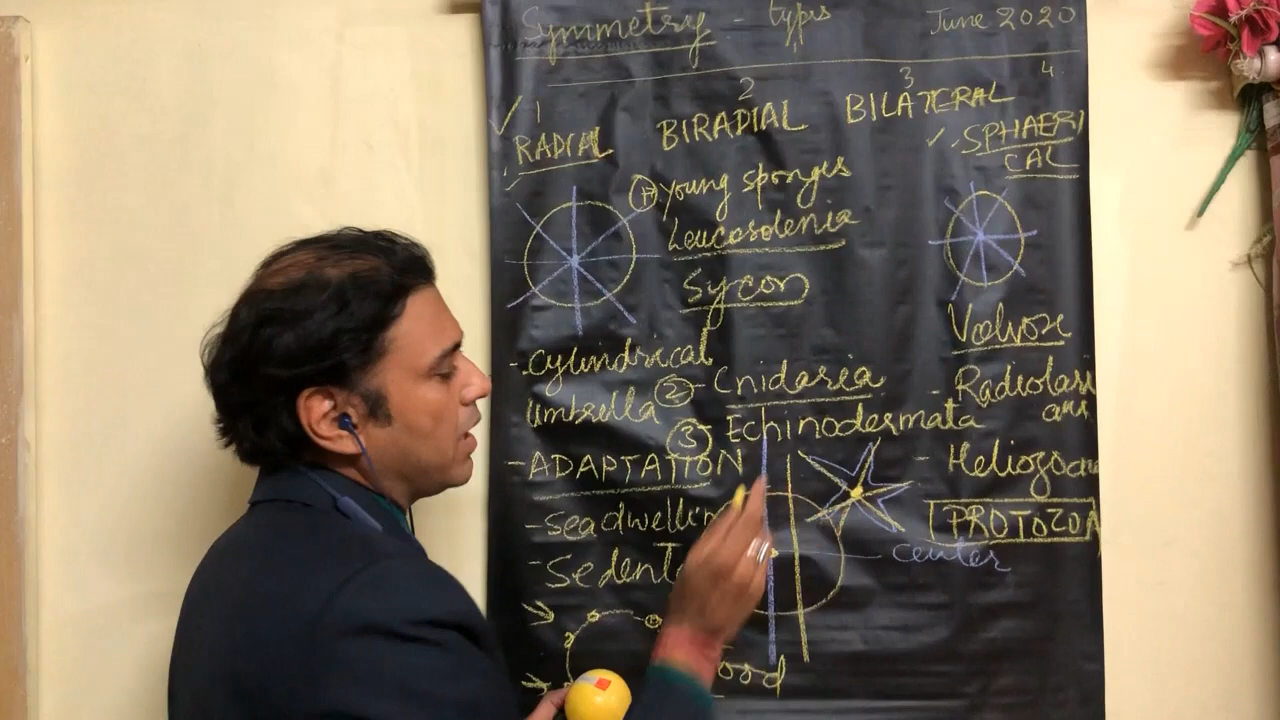 Symmetry - types June 2020
1 2 3 4
RADIAL BIRADIAL BILATERAL SPHAERI
CAL
① young sponges
Leucosolenia
Sycon
Volvox
- cylindrical
umbrella
② - Cnidaria
- Radiolari
ans
③ - Echinodermata
- ADAPTATION
- Heliozoa
- seadwellin
PROTOZOA
center
- Sedent
ood